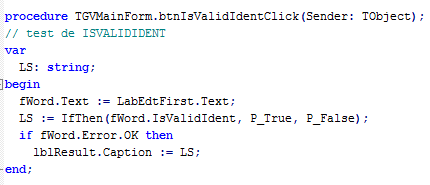 procedure TGVMainForm.btnIsValidIdentClick(Sender: TObject);
// test de ISVALIDIDENT
var
  LS: string;
begin
  fWord.Text := LabEdtFirst.Text;
  LS := IfThen(fWord.IsValidIdent, P_True, P_False);
  if fWord.Error.OK then
    lblResult.Caption := LS;
end;